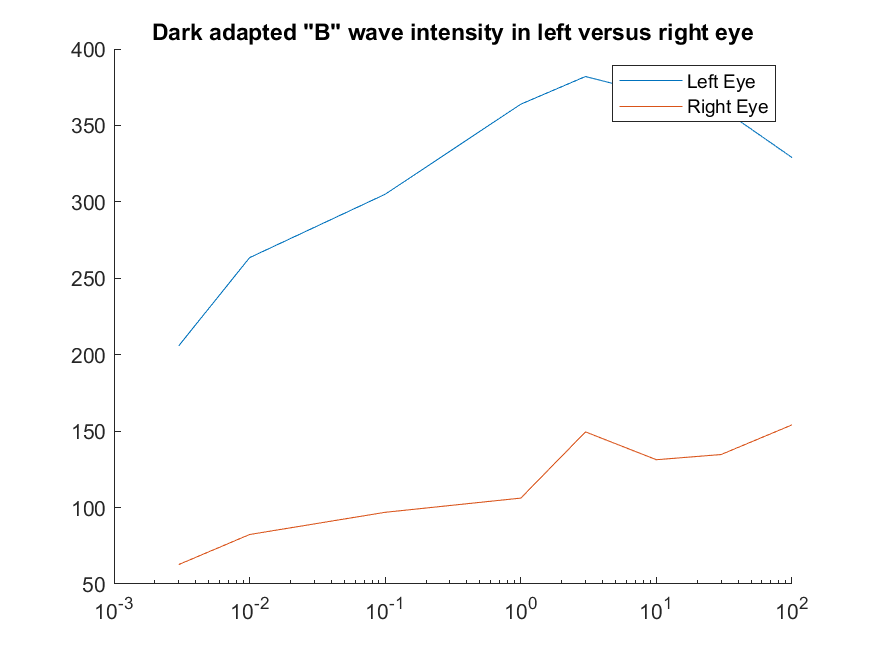 Dark adapted "B" wave intensity in left versus right eye
400
350
300
250
200
150
100
50
Left Eye
Right Eye
10^-3 10^-2 10^-1 10^0 10^1 10^2